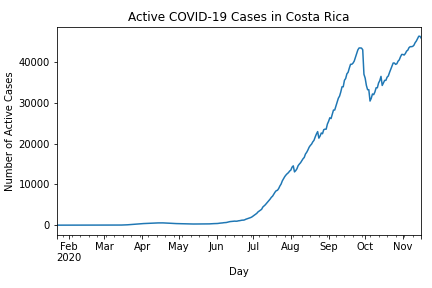 Active COVID-19 Cases in Costa Rica
Number of Active Cases
40000
30000
20000
10000
0
Feb Mar Apr May Jun Jul Aug Sep Oct Nov
2020
Day